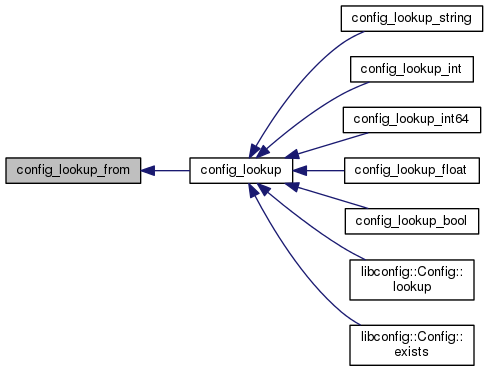 config_lookup_string
config_lookup_int
config_lookup_int64
config_lookup_from
config_lookup
config_lookup_float
config_lookup_bool
libconfig::Config::
lookup
libconfig::Config::
exists